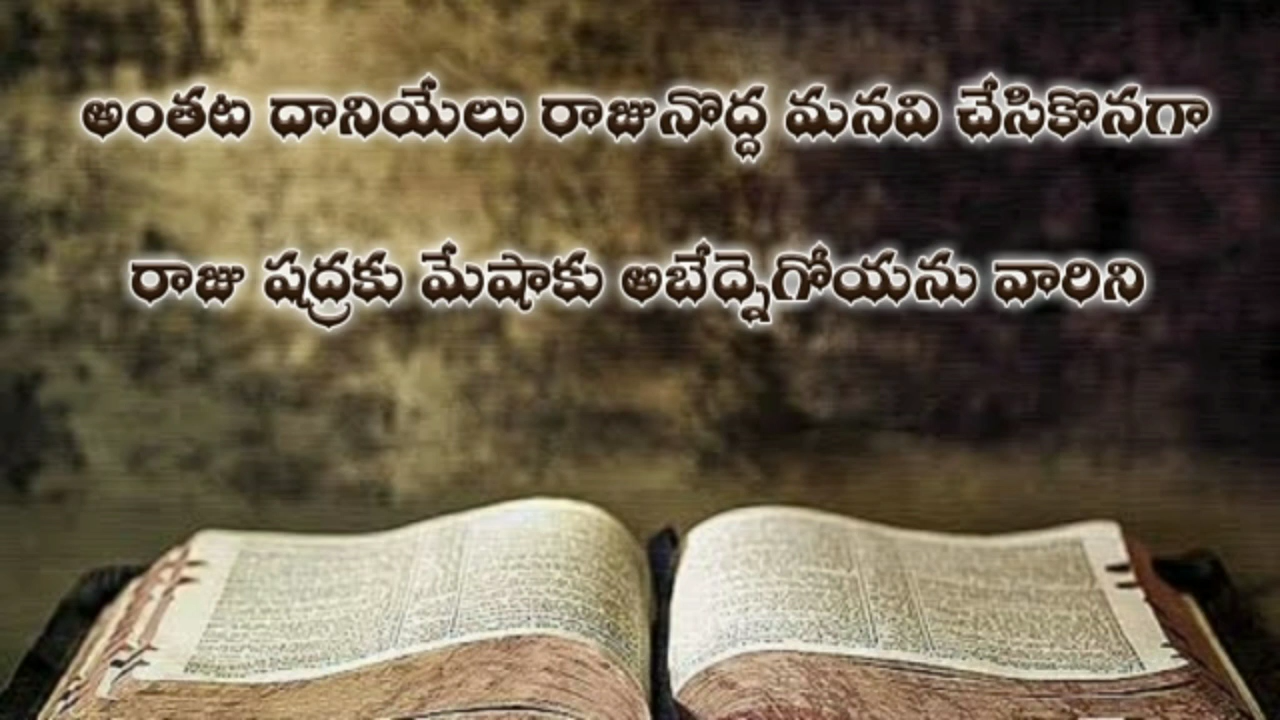 అంతట దానియేలు రాజునొద్ద మనవి చేసికొనగా
రాజు షద్రకు మేషాకు అబేద్నెగోయను వారిని